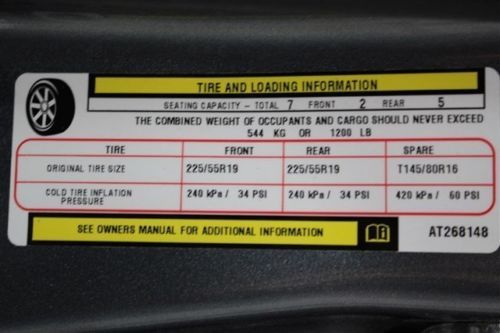 TIRE AND LOADING INFORMATION
SEATING CAPACITY - TOTAL 7 FRONT 2 REAR 5
THE COMBINED WEIGHT OF OCCUPANTS AND CARGO SHOULD NEVER EXCEED
544 KG OR 1200 LB
TIRE FRONT REAR SPARE
ORIGINAL TIRE SIZE 225/55R19 225/55R19 T145/80R16
COLD TIRE INFLATION PRESSURE 240 kPa / 34 PSI 240 kPa / 34 PSI 420 kPa / 60 PSI
SEE OWNERS MANUAL FOR ADDITIONAL INFORMATION AT268148